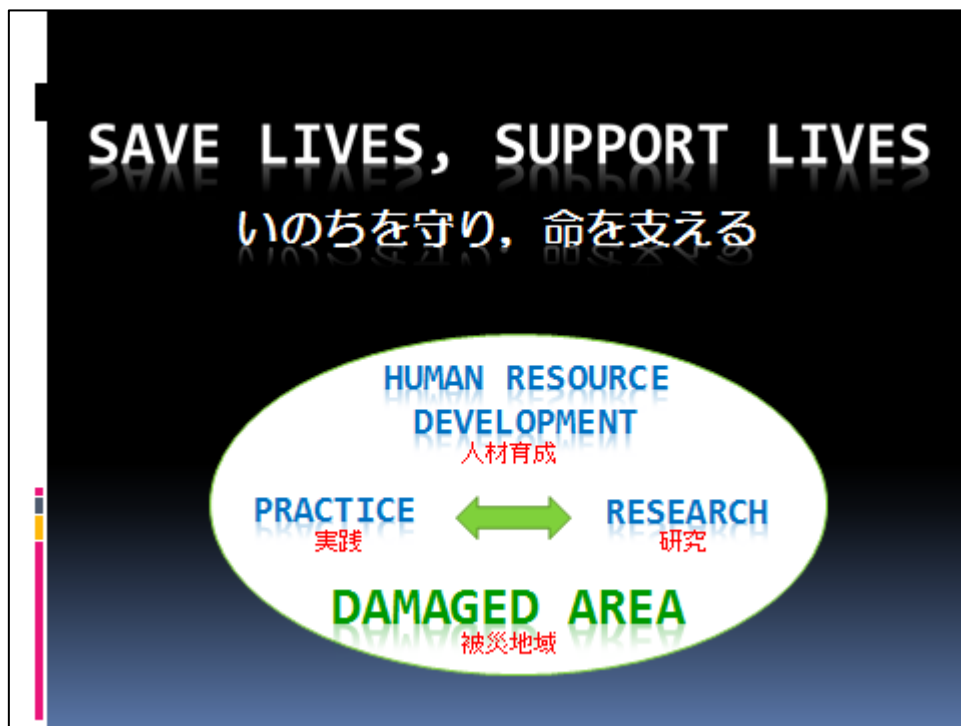 SAVE LIVES, SUPPORT LIVES
いのちを守り，命を支える
HUMAN RESOURCE
DEVELOPMENT
人材育成
PRACTICE
実践
RESEARCH
研究
DAMAGED AREA
被災地域